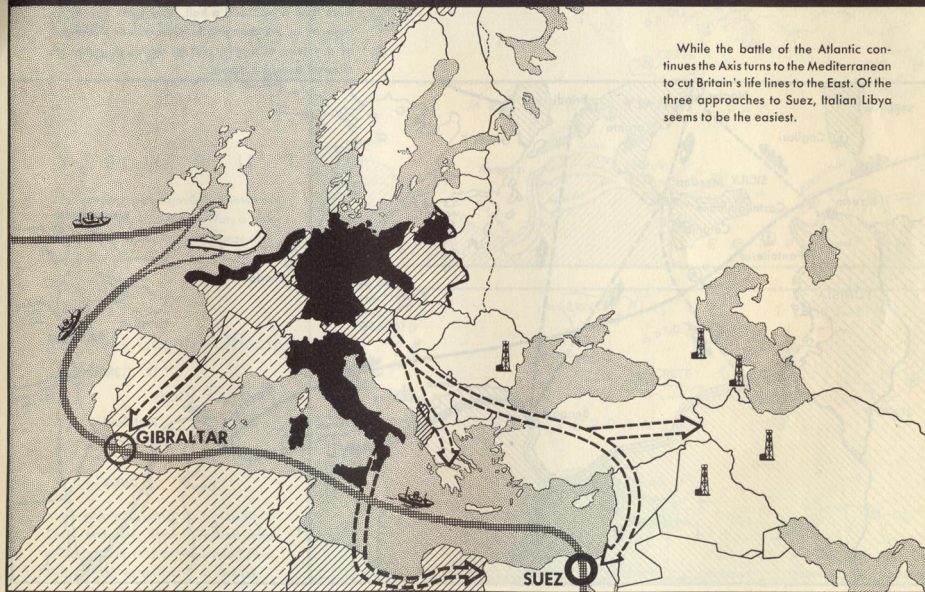 While the battle of the Atlantic con-
tinues the Axis turns to the Mediterranean
to cut Britain's life lines to the East. Of the
three approaches to Suez, Italian Libya
seems to be the easiest.
GIBRALTAR
SUEZ